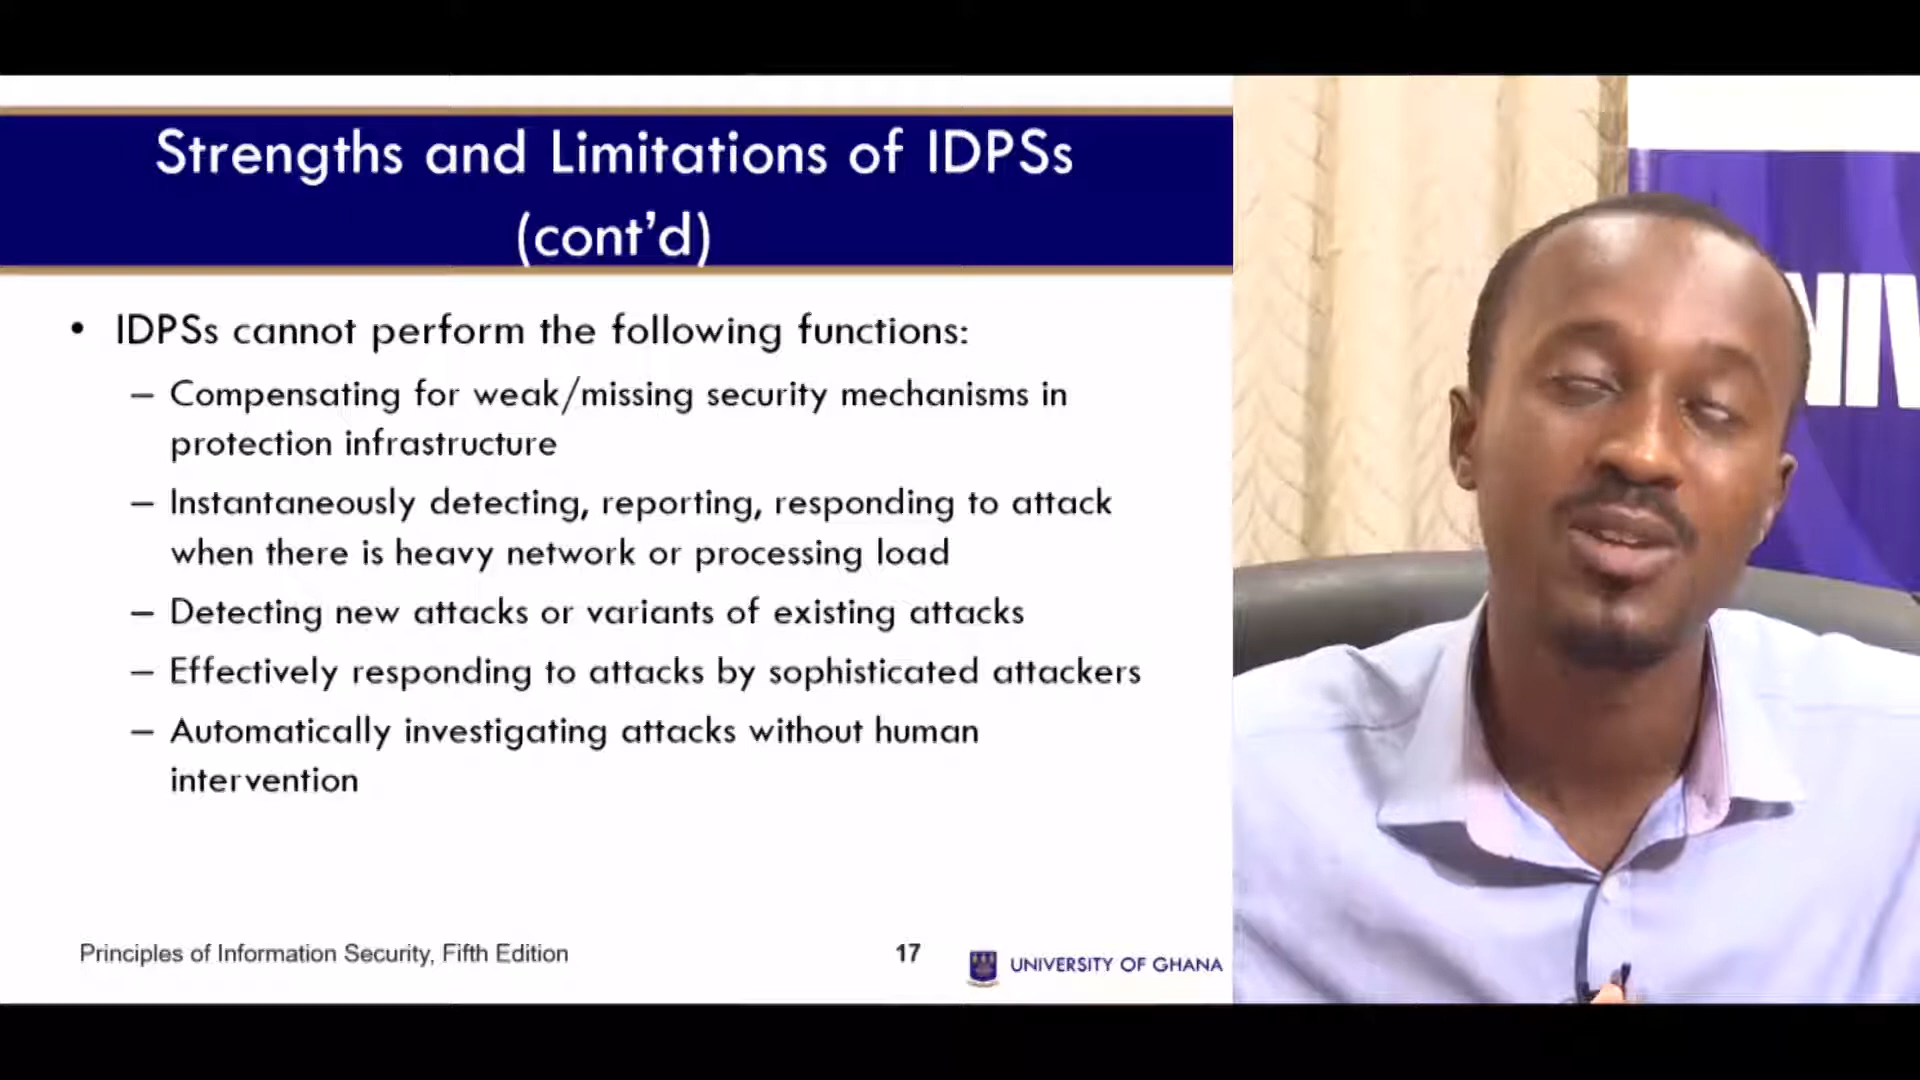 Strengths and Limitations of IDPSs
(cont'd)
• IDPSs cannot perform the following functions:
– Compensating for weak/missing security mechanisms in
protection infrastructure
– Instantaneously detecting, reporting, responding to attack
when there is heavy network or processing load
– Detecting new attacks or variants of existing attacks
– Effectively responding to attacks by sophisticated attackers
– Automatically investigating attacks without human
intervention
Principles of Information Security, Fifth Edition
17
UNIVERSITY OF GHANA
NIV